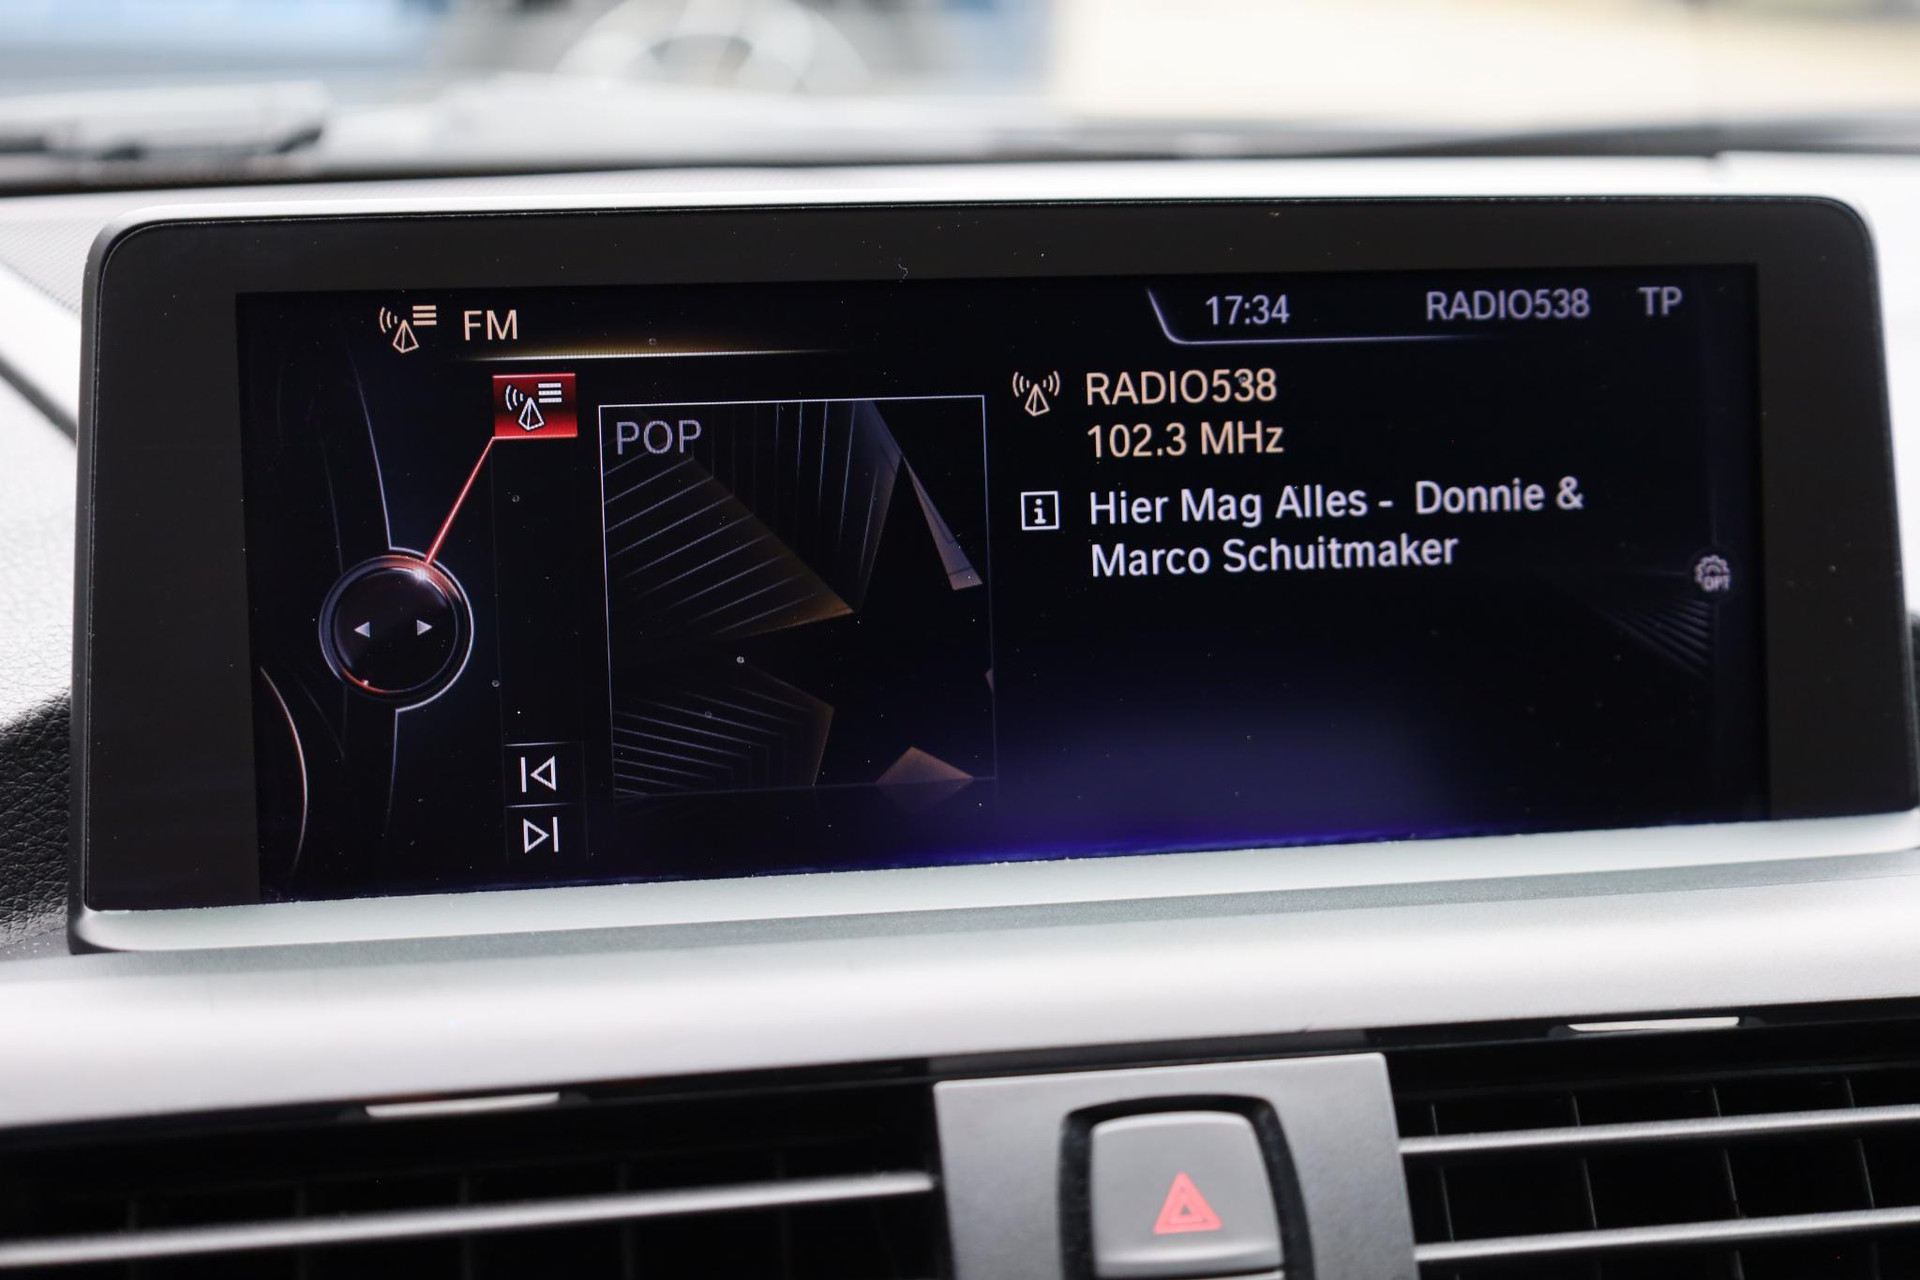 FM
17:34 RADIO538 TP
POP
RADIO538
102.3 MHz
i
Hier Mag Alles - Donnie &
Marco Schuitmaker
OPT